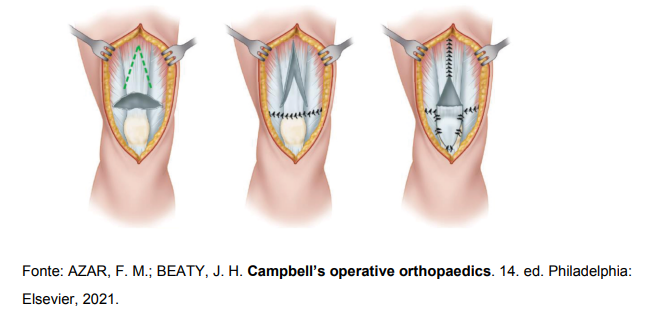 Fonte: AZAR, F. M.; BEATY, J. H. Campbell’s operative orthopaedics. 14. ed. Philadelphia:
Elsevier, 2021.